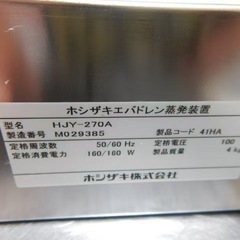 ホシザキエバドレン蒸発装置
型名 HJY-270A
製造番号 M029385 製品コード 41HA
定格周波数 50/60 Hz 定格電圧 100
定格消費電力 160/160 W 製品質量 4 k
ホシザキ株式会社